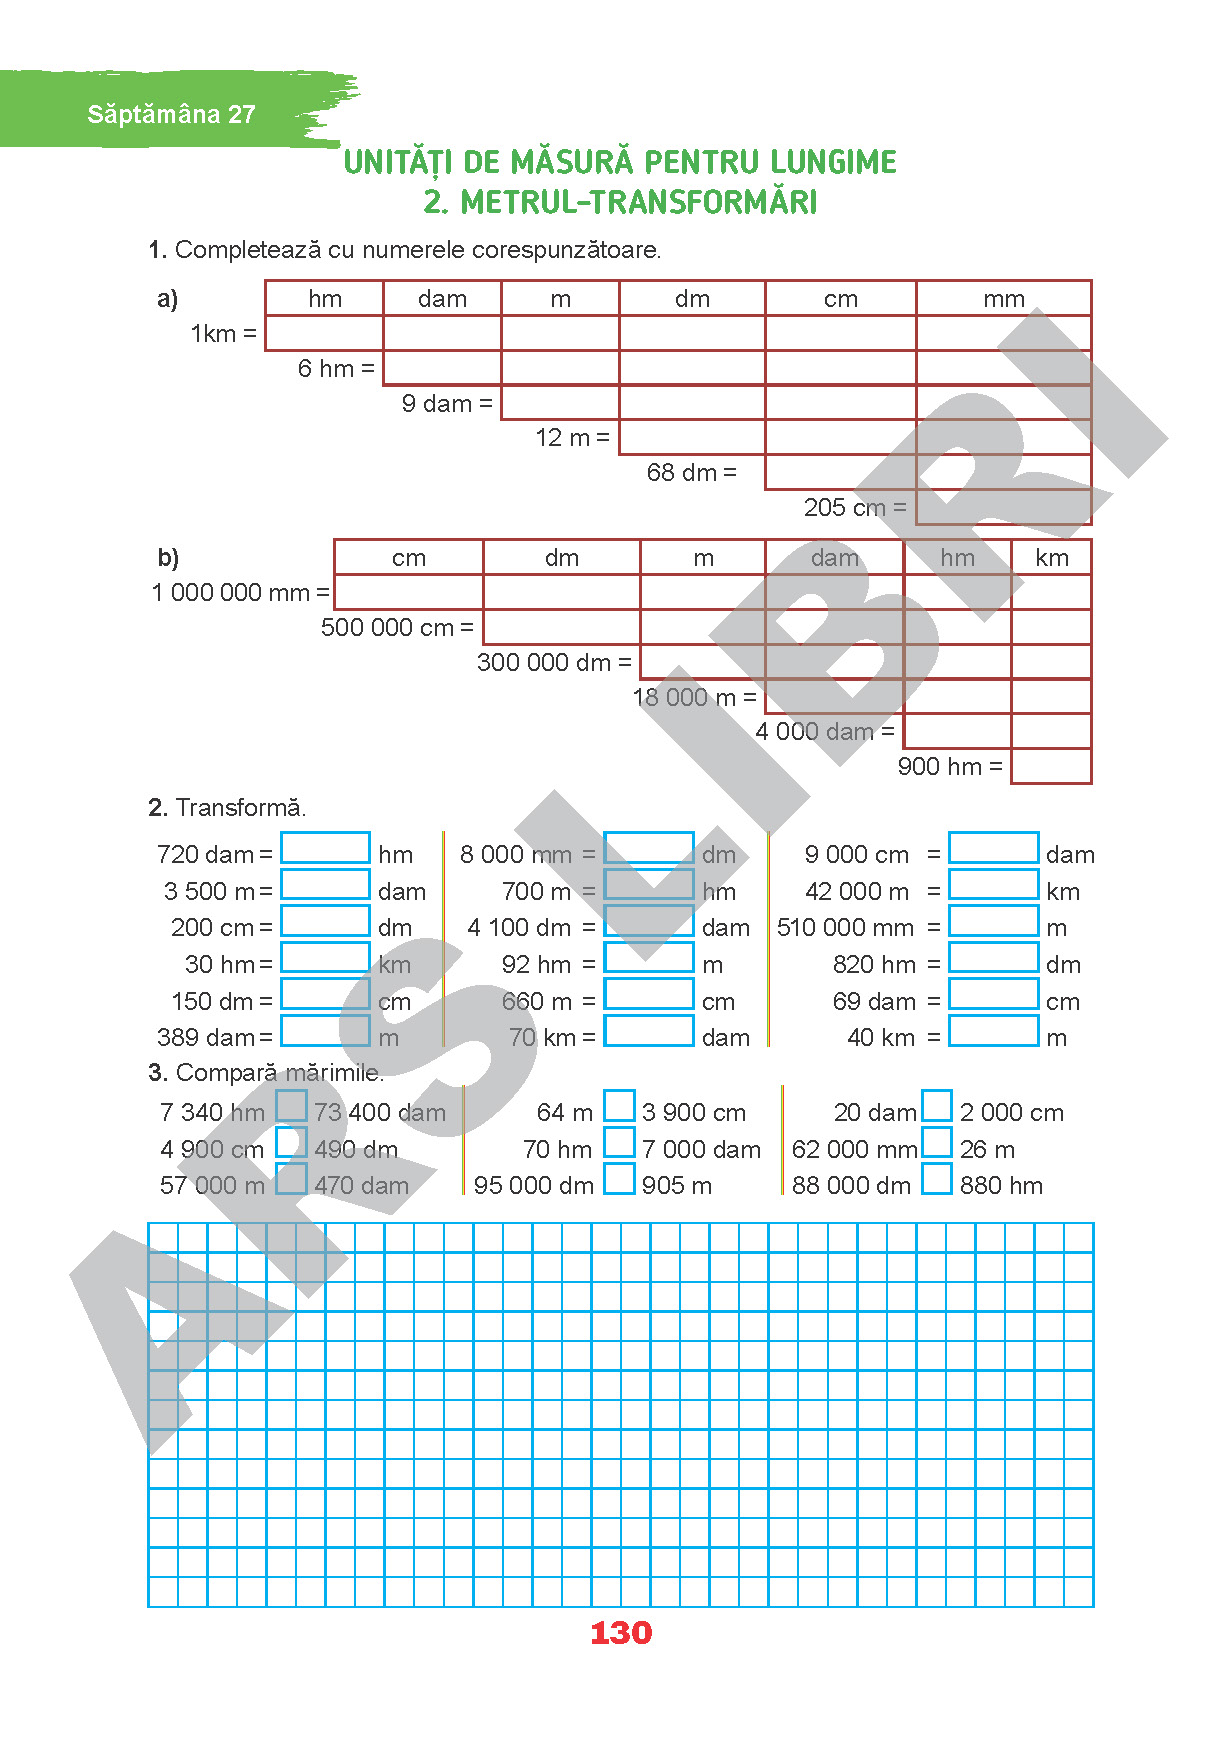 Săptămâna 27
UNITĂȚI DE MĂSURĂ PENTRU LUNGIME
2. METRUL-TRANSFORMĂRI
1. Completează cu numerele corespunzătoare.
a) hm dam m dm cm mm
1km =
6 hm =
9 dam =
12 m =
68 dm =
205 cm =
b) cm dm m dam hm km
1 000 000 mm =
500 000 cm =
300 000 dm =
18 000 m =
4 000 dam =
900 hm =
2. Transformă.
720 dam = hm 8 000 mm = dm 9 000 cm = dam
3 500 m = dam 700 m = hm 42 000 m = km
200 cm = dm 4 100 dm = dam 510 000 mm = m
30 hm = km 92 hm = m 820 hm = dm
150 dm = cm 660 m = cm 69 dam = cm
389 dam = m 70 km = dam 40 km = m
3. Compară mărimile.
7 340 hm 73 400 dam 64 m 3 900 cm 20 dam 2 000 cm
4 900 cm 490 dm 70 hm 7 000 dam 62 000 mm 26 m
57 000 m 470 dam 95 000 dm 905 m 88 000 dm 880 hm
130
ARS LIBRI